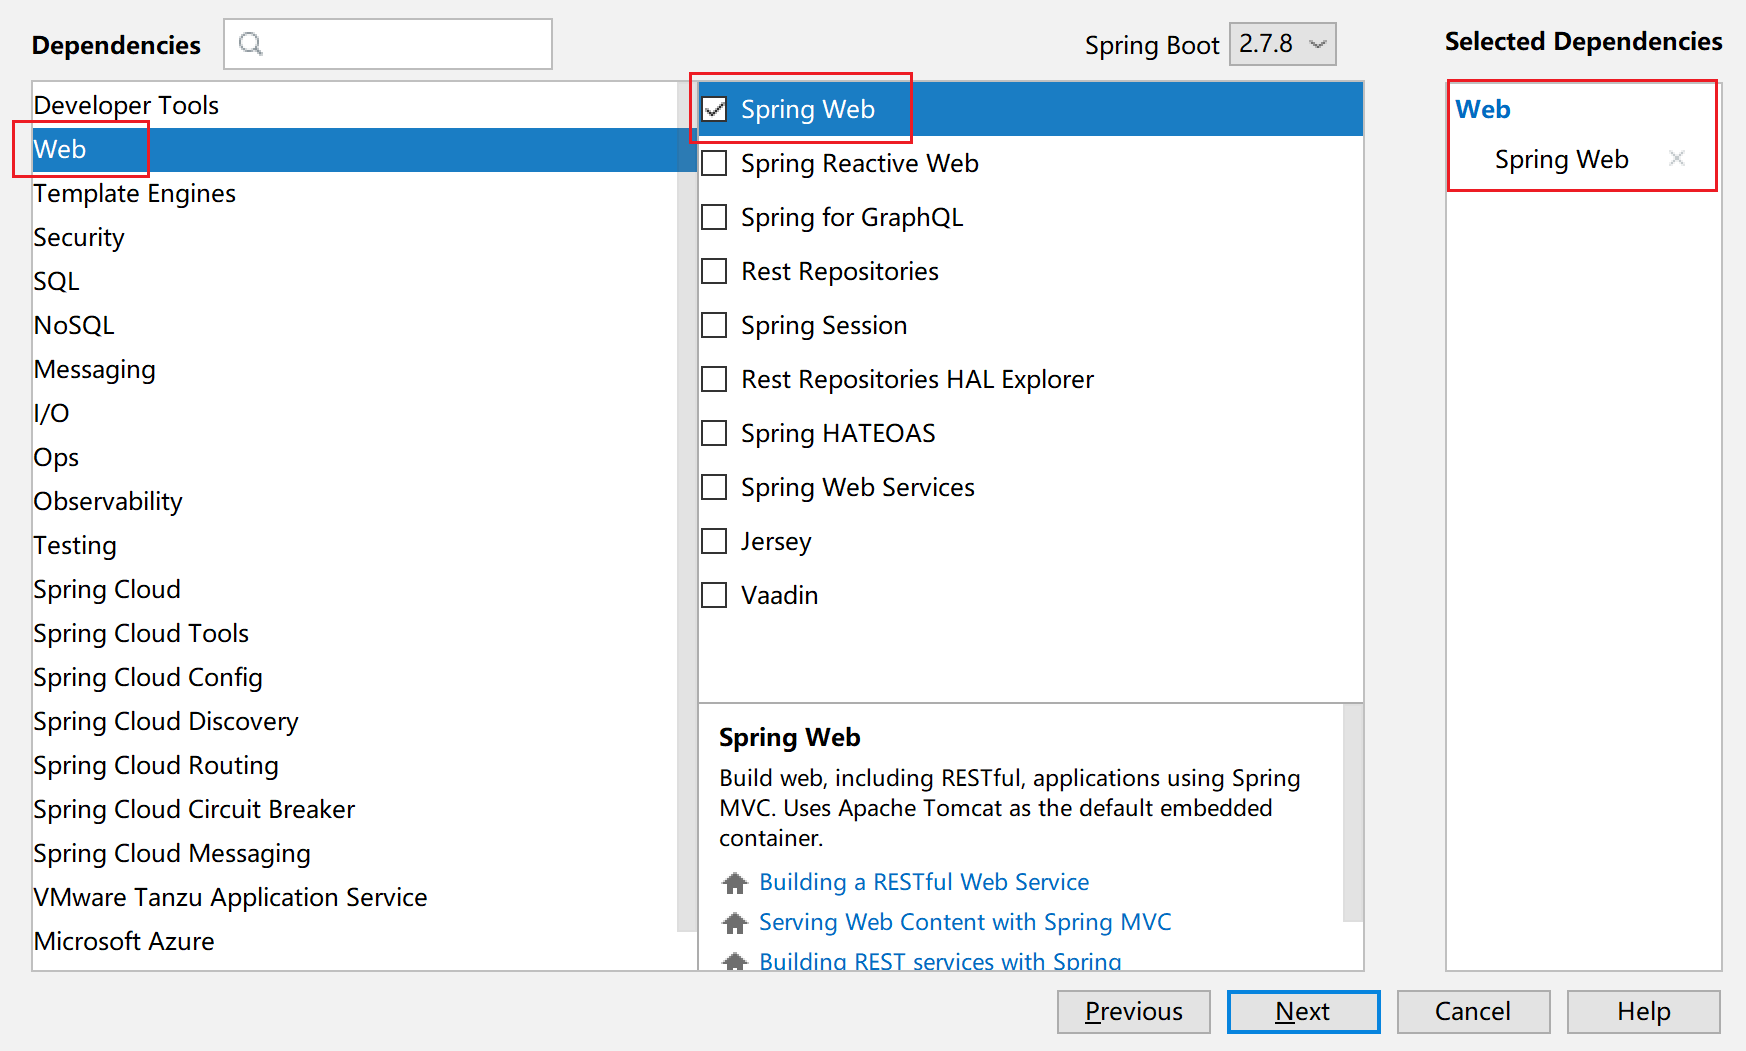 Dependencies
Spring Boot 2.7.8
Selected Dependencies
Developer Tools
Web
Template Engines
Security
SQL
NoSQL
Messaging
I/O
Ops
Observability
Testing
Spring Cloud
Spring Cloud Tools
Spring Cloud Config
Spring Cloud Discovery
Spring Cloud Routing
Spring Cloud Circuit Breaker
Spring Cloud Messaging
VMware Tanzu Application Service
Microsoft Azure
Spring Web
Spring Reactive Web
Spring for GraphQL
Rest Repositories
Spring Session
Rest Repositories HAL Explorer
Spring HATEOAS
Spring Web Services
Jersey
Vaadin
Spring Web
Build web, including RESTful, applications using Spring
MVC. Uses Apache Tomcat as the default embedded
container.
Building a RESTful Web Service
Serving Web Content with Spring MVC
Building REST services with Spring
Web
Spring Web
Previous
Next
Cancel
Help